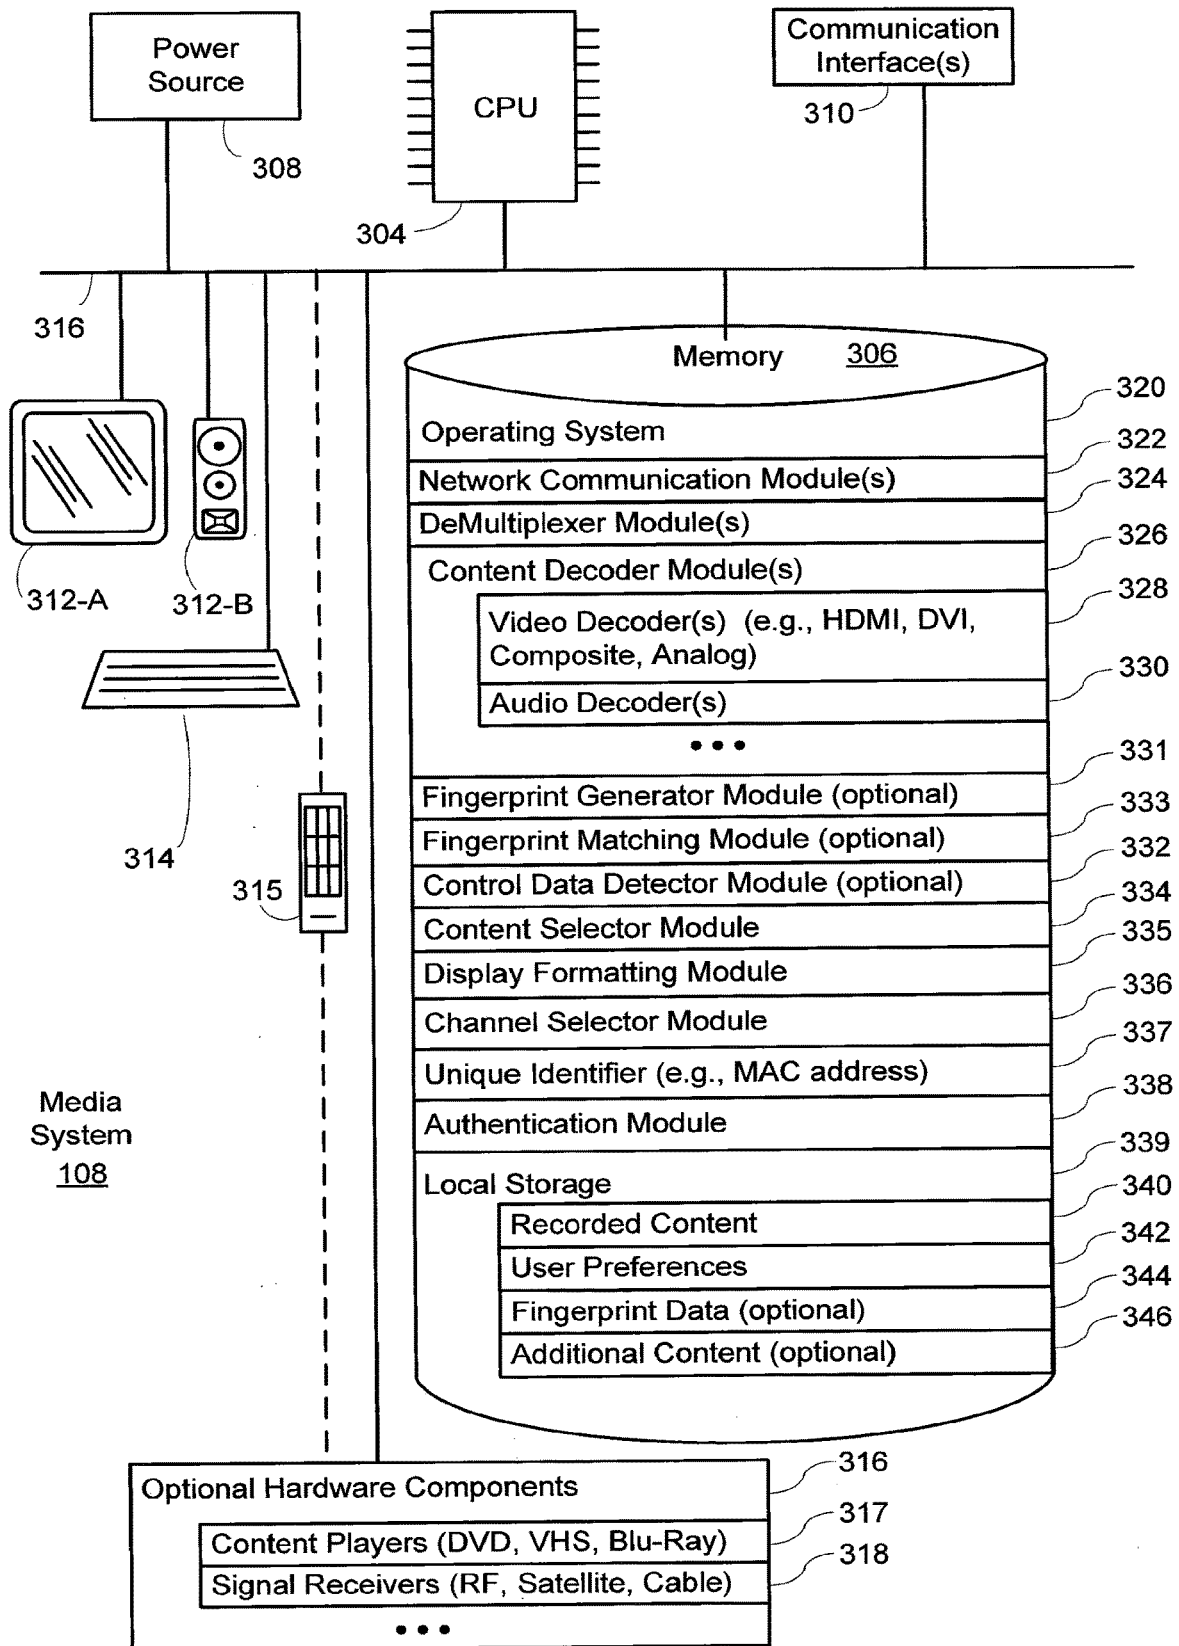 Power
Source
308
CPU
304
Communication
Interface(s)
310
316
Memory 306
Operating System
320
Network Communication Module(s)
322
DeMultiplexer Module(s)
324
Content Decoder Module(s)
326
Video Decoder(s) (e.g., HDMI, DVI,
Composite, Analog)
328
Audio Decoder(s)
330
• • •
312-A
312-B
314
315
Fingerprint Generator Module (optional)
331
Fingerprint Matching Module (optional)
333
Control Data Detector Module (optional)
332
Content Selector Module
334
Display Formatting Module
335
Channel Selector Module
336
Unique Identifier (e.g., MAC address)
337
Authentication Module
338
Local Storage
339
Recorded Content
340
User Preferences
342
Fingerprint Data (optional)
344
Additional Content (optional)
346
Media
System
108
Optional Hardware Components
316
Content Players (DVD, VHS, Blu-Ray)
317
Signal Receivers (RF, Satellite, Cable)
318
• • •